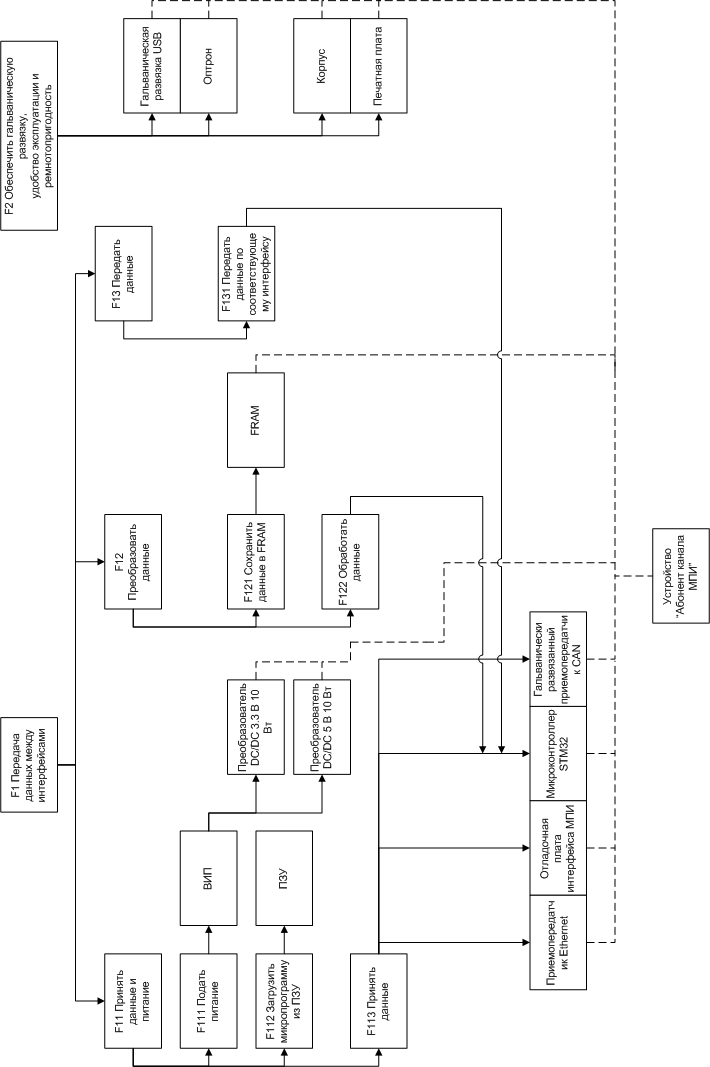 F1 Передача
данных между
интерфейсами
F2 Обеспечить гальваническую
развязку,
удобство эксплуатации и
ремнотопригодность
F11 Принять
данные и
питание
F12
Преобразовать
данные
F13 Передать
данные
F111 Подать
питание
ВИП
F112 Загрузить
микропрограмму
из ПЗУ
ПЗУ
F113 Принять
данные
Преобразователь
DC/DC 3.3 В 10
Вт
Преобразователь
DC/DC 5 В 10 Вт
F121 Сохранить
данные в FRAM
FRAM
F122 Обработать
данные
F131 Передать
данные по
соответствующе
му интерфейсу
Гальваническая
развязка USB
Оптрон
Корпус
Печатная плата
Приемопередатч
ик Ethernet
Отладочная
плата
интерфейса МПИ
Микроконтроллер
STM32
Гальванически
развязанный
приемопередатчи
к CAN
Устройство
"Абонент канала
МПИ"